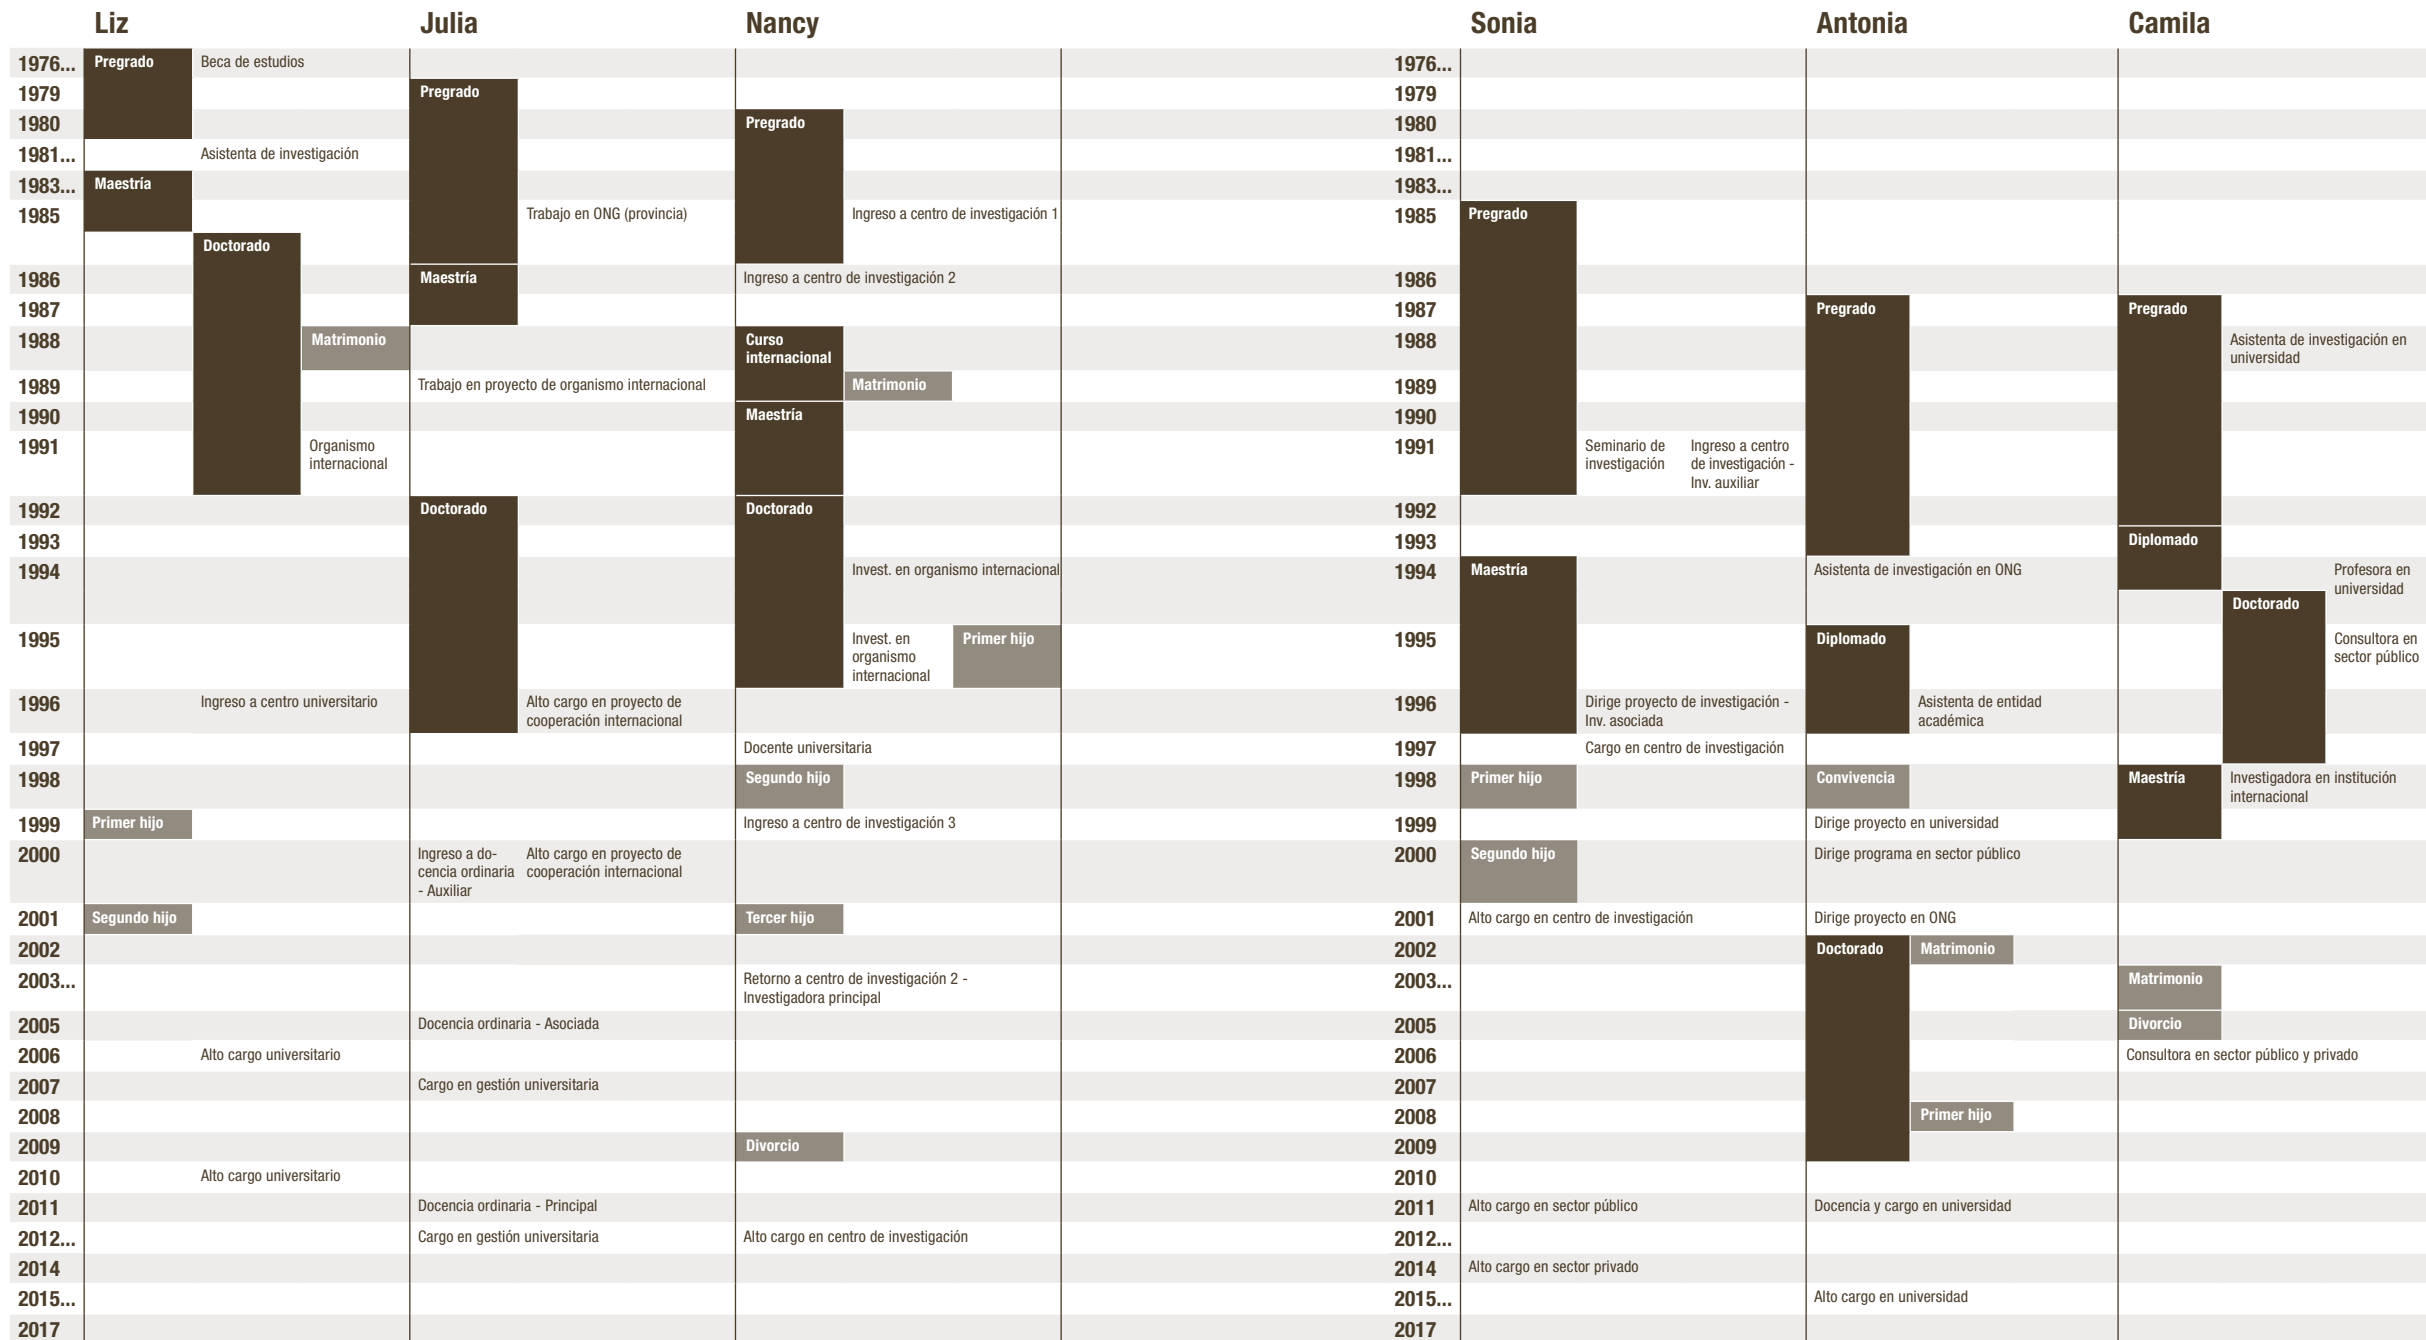 Liz Julia Nancy Sonia Antonia Camila
1976... Pregrado Beca de estudios 1976...
1979 Pregrado 1979
1980 Pregrado 1980
1981... Asistenta de investigación 1981...
1983... Maestría 1983...
1985 Trabajo en ONG (provincia) Ingreso a centro de investigación 1 1985 Pregrado
Doctorado
1986 Maestría Ingreso a centro de investigación 2 1986
1987 1987 Pregrado Pregrado
1988 Matrimonio Curso 1988 Asistenta de investigación en
internacional universidad
1989 Trabajo en proyecto de organismo internacional Matrimonio 1989
1990 Maestría 1990
1991 Organismo 1991 Seminario de Ingreso a centro
internacional investigación de investigación -
Inv. auxiliar
1992 Doctorado Doctorado 1992
1993 1993 Diplomado
1994 Invest. en organismo internacional 1994 Maestría Asistenta de investigación en ONG Profesora en
universidad
Doctorado
1995 Invest. en Primer hijo 1995 Diplomado Consultora en
organismo sector público
internacional
1996 Ingreso a centro universitario Alto cargo en proyecto de 1996 Dirige proyecto de investigación - Asistenta de entidad
cooperación internacional Inv. asociada académica
1997 Docente universitaria 1997 Cargo en centro de investigación
1998 Segundo hijo 1998 Primer hijo Convivencia Maestría Investigadora en institución
internacional
1999 Primer hijo Ingreso a centro de investigación 3 1999 Dirige proyecto en universidad
2000 Ingreso a do- Alto cargo en proyecto de 2000 Segundo hijo Dirige programa en sector público
cencia ordinaria cooperación internacional
- Auxiliar
2001 Segundo hijo Tercer hijo 2001 Alto cargo en centro de investigación Dirige proyecto en ONG
2002 2002 Doctorado Matrimonio
2003... Retorno a centro de investigación 2 - 2003... Matrimonio
Investigadora principal
2005 Docencia ordinaria - Asociada 2005 Divorcio
2006 Alto cargo universitario 2006 Consultora en sector público y privado
2007 Cargo en gestión universitaria 2007
2008 2008 Primer hijo
2009 Divorcio 2009
2010 Alto cargo universitario 2010
2011 Docencia ordinaria - Principal 2011 Alto cargo en sector público Docencia y cargo en universidad
2012... Cargo en gestión universitaria Alto cargo en centro de investigación 2012...
2014 2014 Alto cargo en sector privado
2015... 2015... Alto cargo en universidad
2017 2017